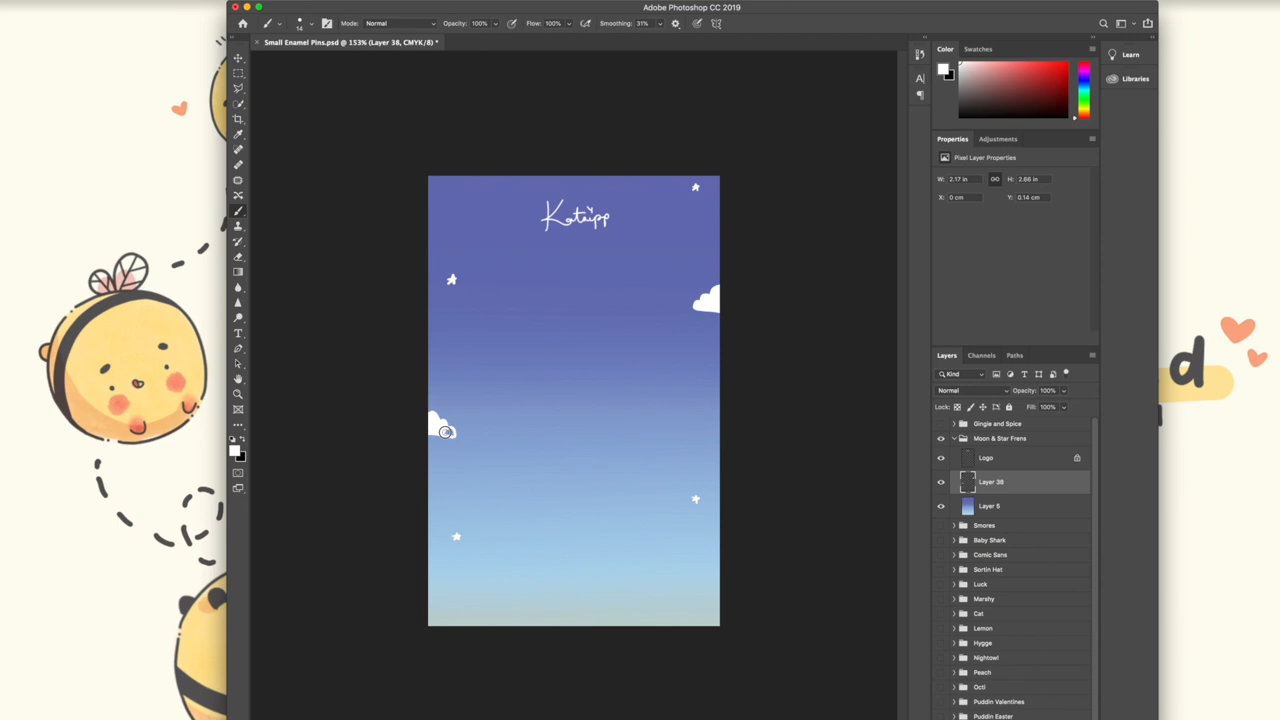 Adobe Photoshop CC 2019
14
Mode: Normal
Opacity: 100%
Flow: 100%
Smoothing: 31%
Small Enamel Pins.psd @ 153% (Layer 38, CMYK/8) *
Color
Swatches
Learn
Libraries
Properties
Adjustments
Pixel Layer Properties
W: 2.17 in
H: 2.66 in
X: 0 cm
Y: 0.14 cm
Kataipp
Layers
Channels
Paths
Kind
Normal
Opacity: 100%
Lock:
Fill: 100%
Gingie and Spice
Moon & Star Frens
Logo
Layer 38
Layer 5
Smores
Baby Shark
Comic Sans
Sortin Hat
Luck
Marshy
Cat
Lemon
Hygge
Nightowl
Peach
Octi
Puddin Valentines
Puddin Easter
d